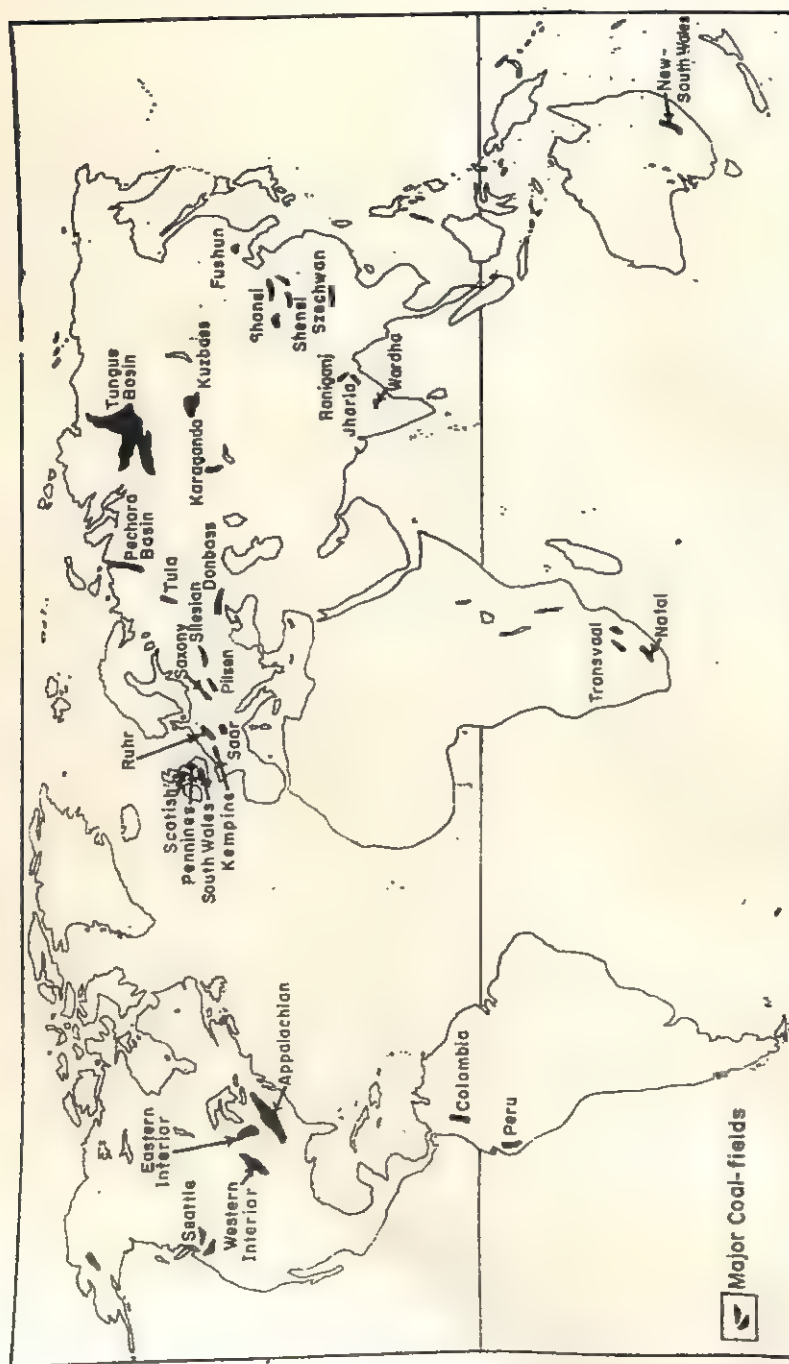 Seattle
Western
Interior
Eastern
Interior
Appalachian
Colombia
Peru
Scotish
Pennines
South Wales
Kempine
Ruhr
Saar
Saxony
Pilsen
Silesian
Donbass
Tula
Pechora
Basin
Tungus
Basin
Karaganda
Kuzbass
Fushun
Shansi
Shensi
Szechwan
Raniganj
Jharia
Wardha
Transvaal
Natal
New-
South Wales
Major Coal-fields